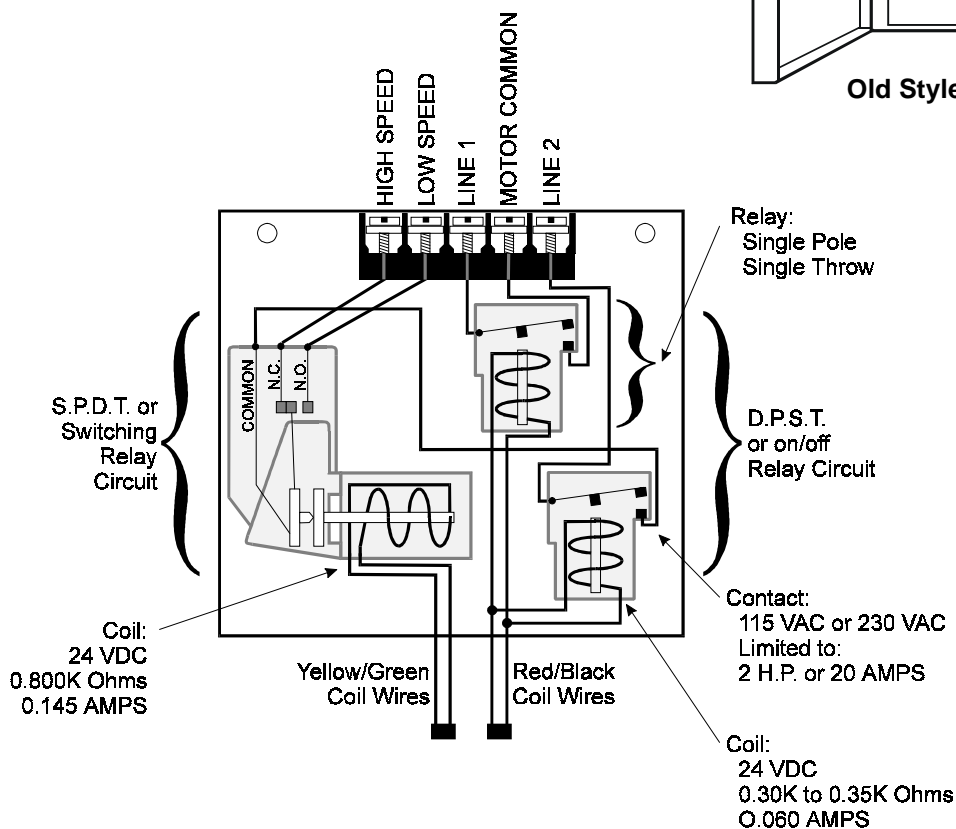 Old Style
HIGH SPEED
LOW SPEED
LINE 1
MOTOR COMMON
LINE 2
Relay:
Single Pole
Single Throw
COMMON
N.C.
N.O.
S.P.D.T. or
Switching
Relay
Circuit
D.P.S.T.
or on/off
Relay Circuit
Coil:
24 VDC
0.800K Ohms
0.145 AMPS
Yellow/Green
Coil Wires
Red/Black
Coil Wires
Contact:
115 VAC or 230 VAC
Limited to:
2 H.P. or 20 AMPS
Coil:
24 VDC
0.30K to 0.35K Ohms
O.060 AMPS